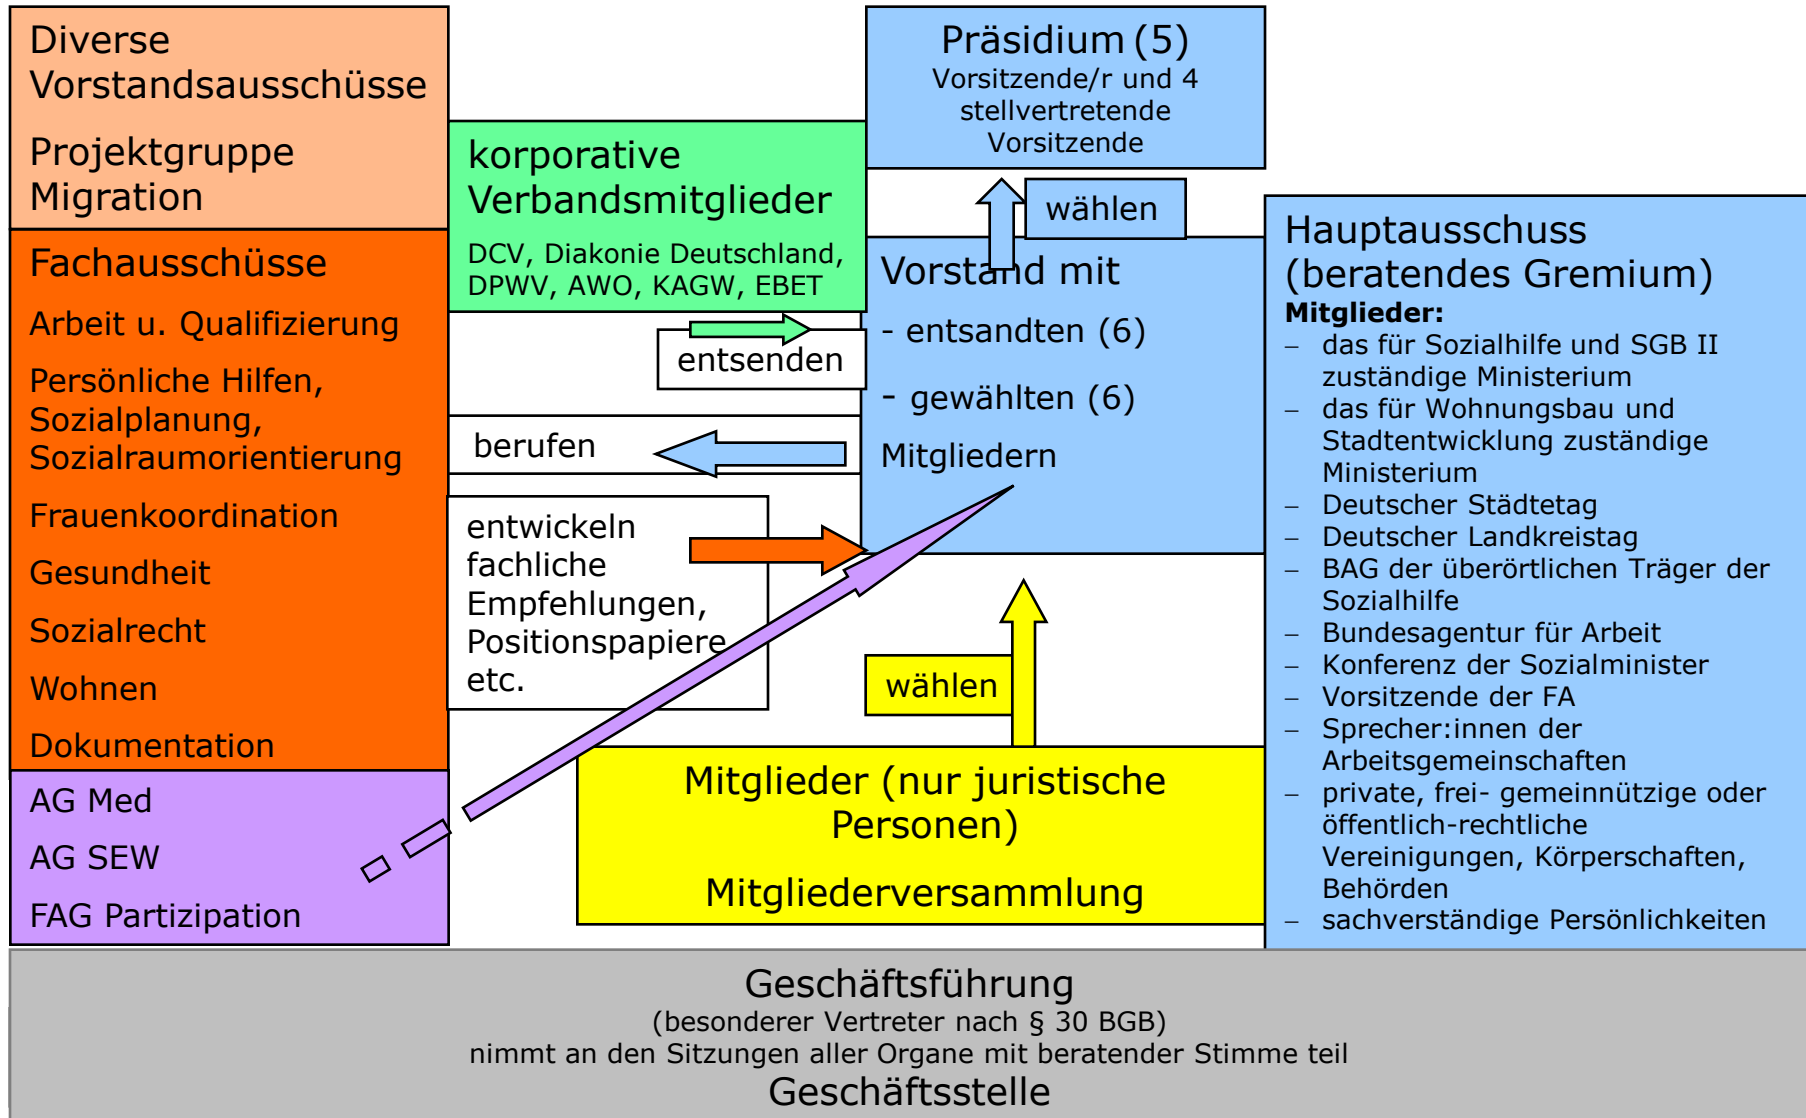 Diverse
Vorstandsausschüsse
Projektgruppe
Migration
Fachausschüsse
Arbeit u. Qualifizierung
Persönliche Hilfen,
Sozialplanung,
Sozialraumorientierung
Frauenkoordination
Gesundheit
Sozialrecht
Wohnen
Dokumentation
AG Med
AG SEW
FAG Partizipation
korporative
Verbandsmitglieder
DCV, Diakonie Deutschland,
DPWV, AWO, KAGW, EBET
entsenden
berufen
entwickeln
fachliche
Empfehlungen,
Positionspapiere
etc.
Präsidium (5)
Vorsitzende/r und 4
stellvertretende
Vorsitzende
wählen
Vorstand mit
- entsandten (6)
- gewählten (6)
Mitgliedern
wählen
Mitglieder (nur juristische
Personen)
Mitgliederversammlung
Hauptausschuss
(beratendes Gremium)
Mitglieder:
– das für Sozialhilfe und SGB II
zuständige Ministerium
– das für Wohnungsbau und
Stadtentwicklung zuständige
Ministerium
– Deutscher Städtetag
– Deutscher Landkreistag
– BAG der überörtlichen Träger der
Sozialhilfe
– Bundesagentur für Arbeit
– Konferenz der Sozialminister
– Vorsitzende der FA
– Sprecher:innen der
Arbeitsgemeinschaften
– private, frei- gemeinnützige oder
öffentlich-rechtliche
Vereinigungen, Körperschaften,
Behörden
– sachverständige Persönlichkeiten
Geschäftsführung
(besonderer Vertreter nach § 30 BGB)
nimmt an den Sitzungen aller Organe mit beratender Stimme teil
Geschäftsstelle